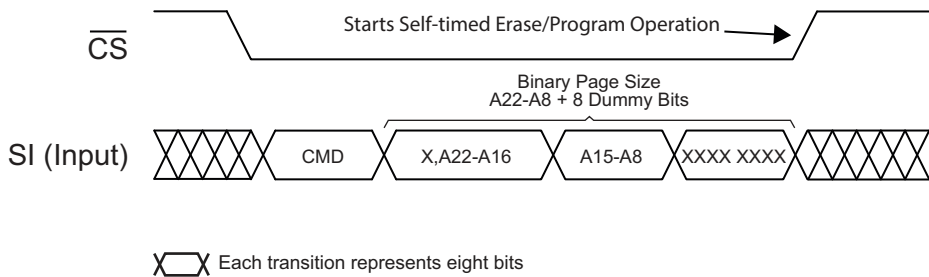 Starts Self-timed Erase/Program Operation
CS
Binary Page Size
A22-A8 + 8 Dummy Bits
SI (Input)
CMD
X,A22-A16
A15-A8
XXXX XXXX
Each transition represents eight bits